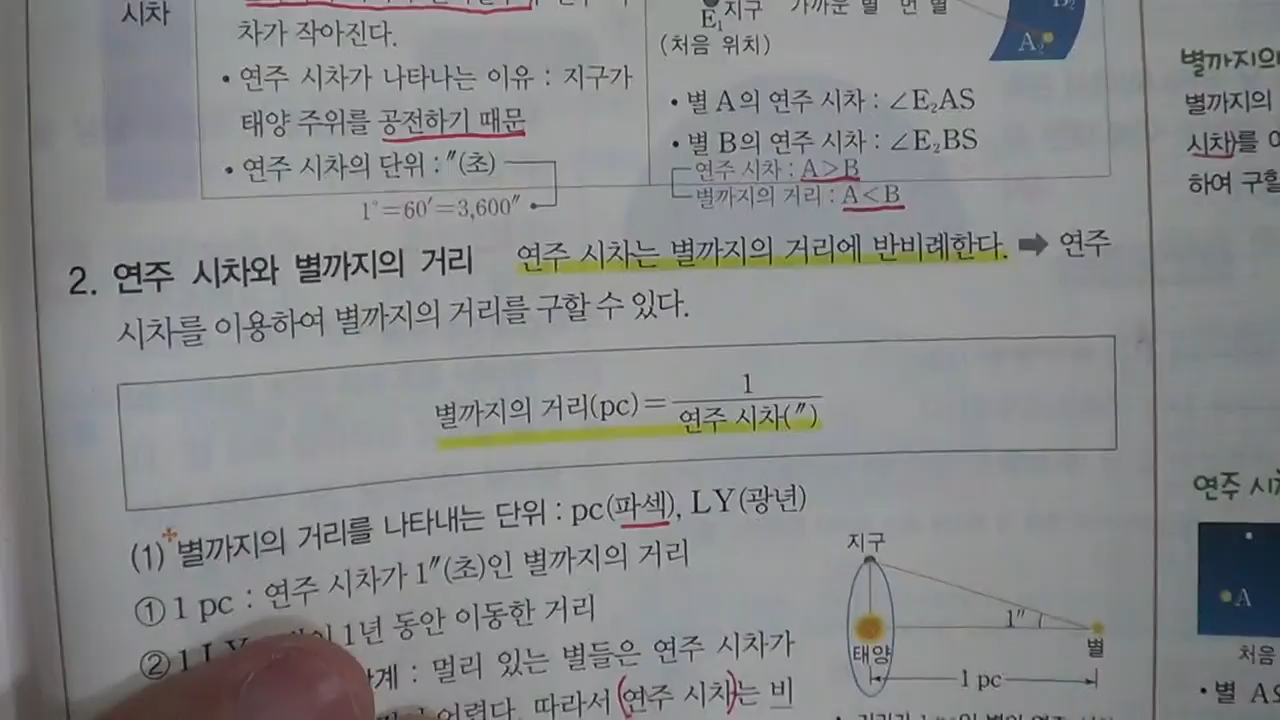 시차
차가 작아진다.
• 연주 시차가 나타나는 이유 : 지구가
태양 주위를 공전하기 때문
• 연주 시차의 단위 : ″(초)
1°=60′=3,600″
E₁ 지구 가까운 별 먼 별
(처음 위치)
A₂
• 별 A의 연주 시차 : ∠E₂AS
• 별 B의 연주 시차 : ∠E₂BS
연주 시차 : A>B
별까지의 거리 : A<B
2. 연주 시차와 별까지의 거리 연주 시차는 별까지의 거리에 반비례한다. ➡ 연주
시차를 이용하여 별까지의 거리를 구할 수 있다.
별까지의 거리(pc)= 1 / 연주 시차(″)
(1) 별까지의 거리를 나타내는 단위 : pc(파섹), LY(광년)
① 1 pc : 연주 시차가 1″(초)인 별까지의 거리
② 1 LY 1년 동안 이동한 거리
: 멀리 있는 별들은 연주 시차가
어렵다. 따라서 (연주 시차)는 비
지구
1″
태양
별
1 pc
별까지의
별까지의
시차)를
하여 구할
연주 시
A
처음
• 별 A